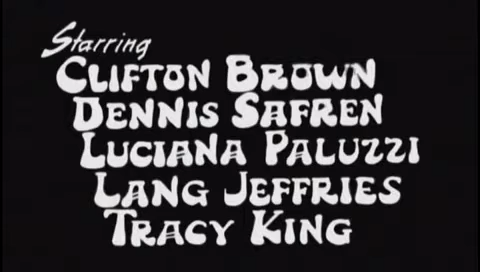 Starring
Clifton Brown
Dennis Safren
Luciana Paluzzi
Lang Jeffries
Tracy King